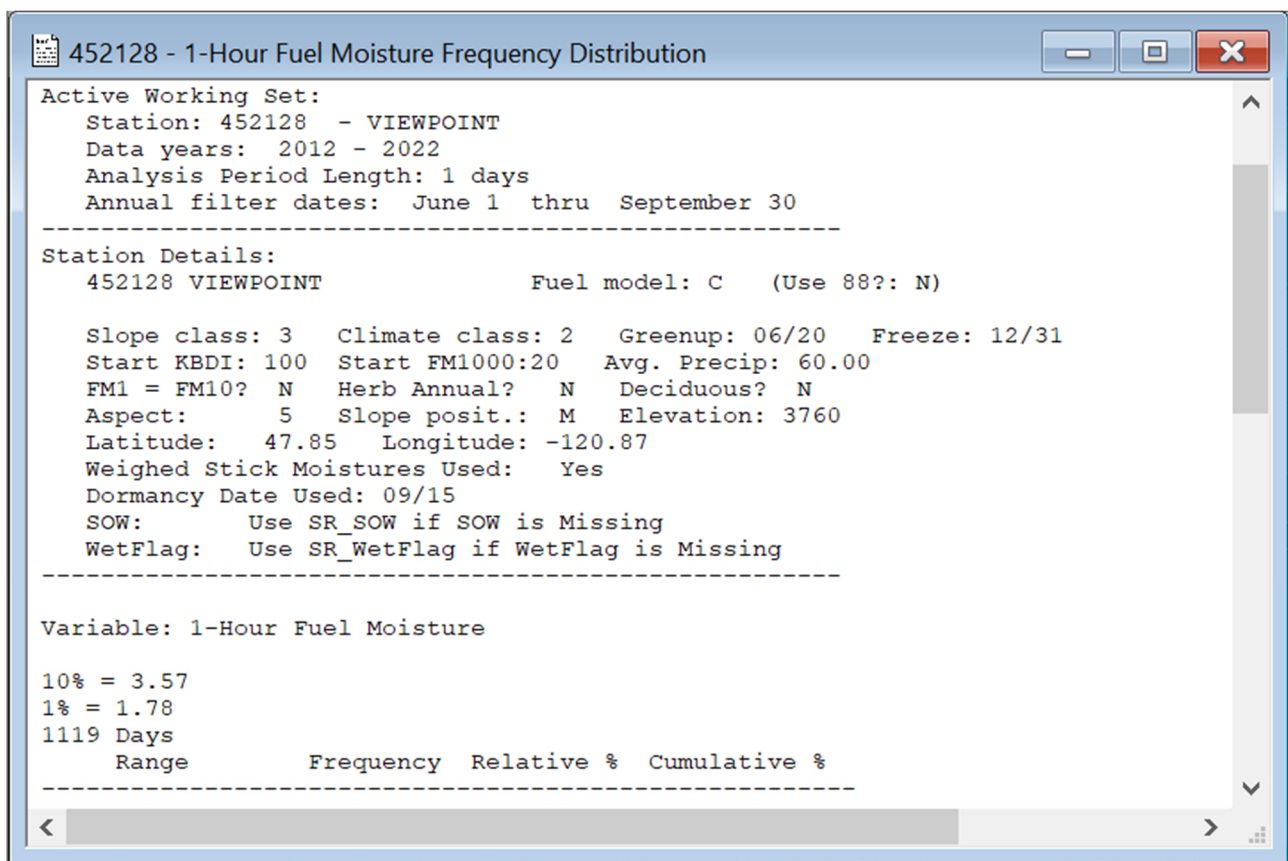 452128 - 1-Hour Fuel Moisture Frequency Distribution
Active Working Set:
   Station: 452128  - VIEWPOINT
   Data years:  2012 - 2022
   Analysis Period Length: 1 days
   Annual filter dates:  June 1  thru  September 30
------------------------------------------------------
Station Details:
   452128 VIEWPOINT              Fuel model: C   (Use 88?: N)
   Slope class: 3   Climate class: 2   Greenup: 06/20   Freeze: 12/31
   Start KBDI: 100  Start FM1000:20   Avg. Precip: 60.00
   FM1 = FM10?  N   Herb Annual?   N   Deciduous?  N
   Aspect:      5   Slope posit.:  M   Elevation: 3760
   Latitude:   47.85   Longitude: -120.87
   Weighed Stick Moistures Used:   Yes
   Dormancy Date Used: 09/15
   SOW:       Use SR_SOW if SOW is Missing
   WetFlag:   Use SR_WetFlag if WetFlag is Missing
------------------------------------------------------
Variable: 1-Hour Fuel Moisture
10% = 3.57
1% = 1.78
1119 Days
     Range        Frequency  Relative %  Cumulative %
-------------------------------------------------------